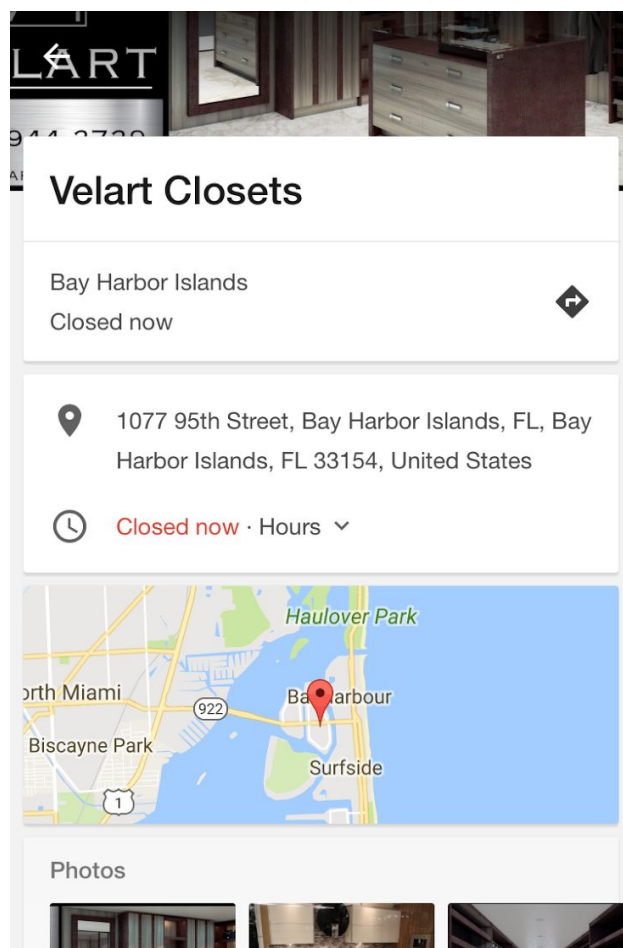 LART
Velart Closets
Bay Harbor Islands
Closed now
1077 95th Street, Bay Harbor Islands, FL, Bay
Harbor Islands, FL 33154, United States
Closed now · Hours
Haulover Park
orth Miami
922
Biscayne Park
Surfside
1
Photos